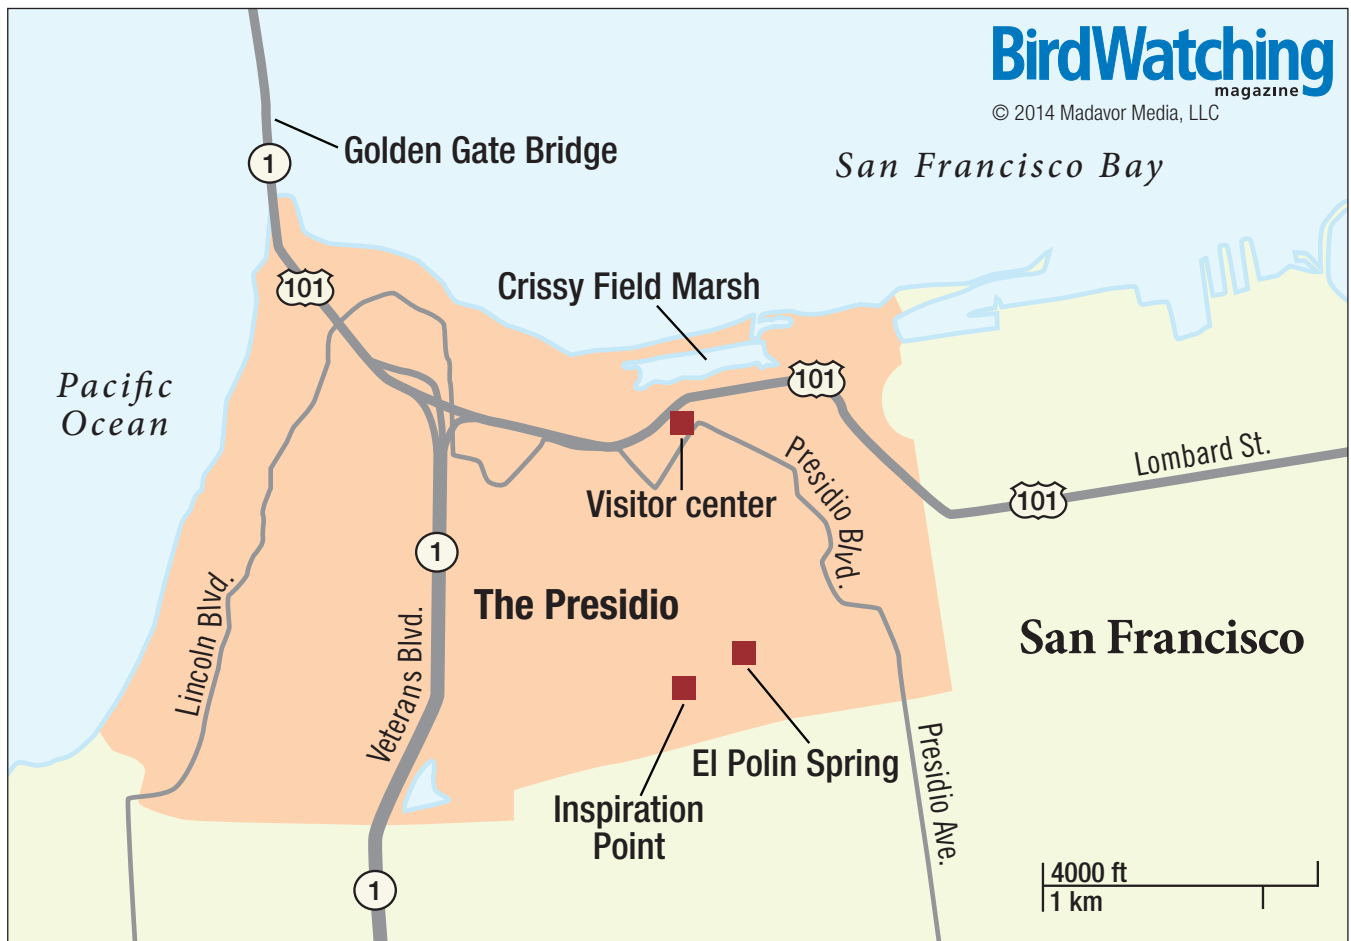 BirdWatching
magazine
© 2014 Madavor Media, LLC
Golden Gate Bridge
1
San Francisco Bay
101
Crissy Field Marsh
Pacific
Ocean
101
Presidio Blvd.
Lombard St.
101
Visitor center
1
Lincoln Blvd.
Veterans Blvd.
The Presidio
San Francisco
El Polin Spring
Inspiration
Point
Presidio Ave.
1
4000 ft
1 km